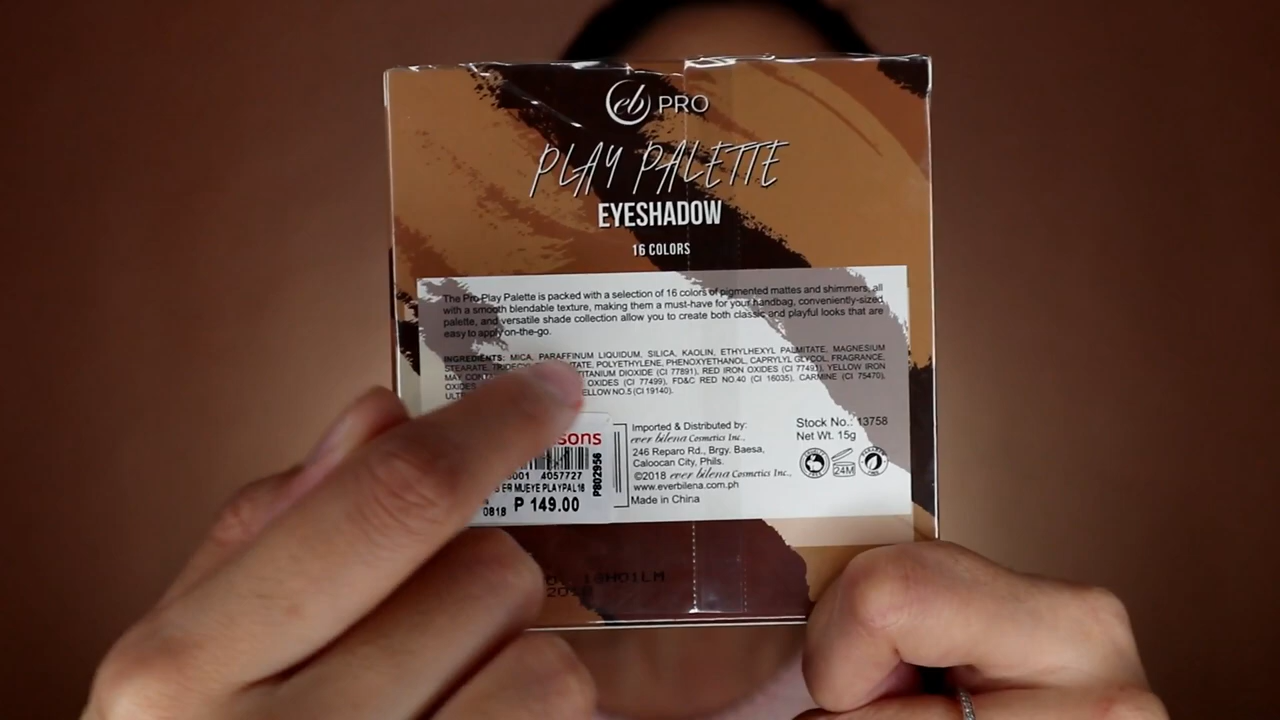 eb PRO
PLAY PALETTE
EYESHADOW
16 COLORS
The Pro Play Palette is packed with a selection of 16 colors of pigmented mattes and shimmers, all
with a smooth blendable texture, making them a must-have for your handbag, conveniently-sized
palette, and versatile shade collection allow you to create both classic and playful looks that are
easy to apply on-the-go.
INGREDIENTS: MICA, PARAFFINUM LIQUIDUM, SILICA, KAOLIN, ETHYLHEXYL PALMITATE, MAGNESIUM
STEARATE, POLYETHYLENE, PHENOXYETHANOL, CAPRYLYL GLYCOL, FRAGRANCE,
MAY TITANIUM DIOXIDE (CI 77891), RED IRON OXIDES (CI 77491), YELLOW IRON
OXIDES OXIDES (CI 77499), FD&C RED NO.40 (CI 16035), CARMINE (CI 75470),
NO.5 (CI 19140).
sons
4057727
ER MUEYE PLAYPAL16
0818 P 149.00
P802956
Imported & Distributed by:
ever bilena Cosmetics Inc.,
246 Reparo Rd., Brgy. Baesa,
Caloocan City, Phils.
©2018 ever bilena Cosmetics Inc.,
www.everbilena.com.ph
Made in China
Stock No.: 13758
Net Wt. 15g
24M